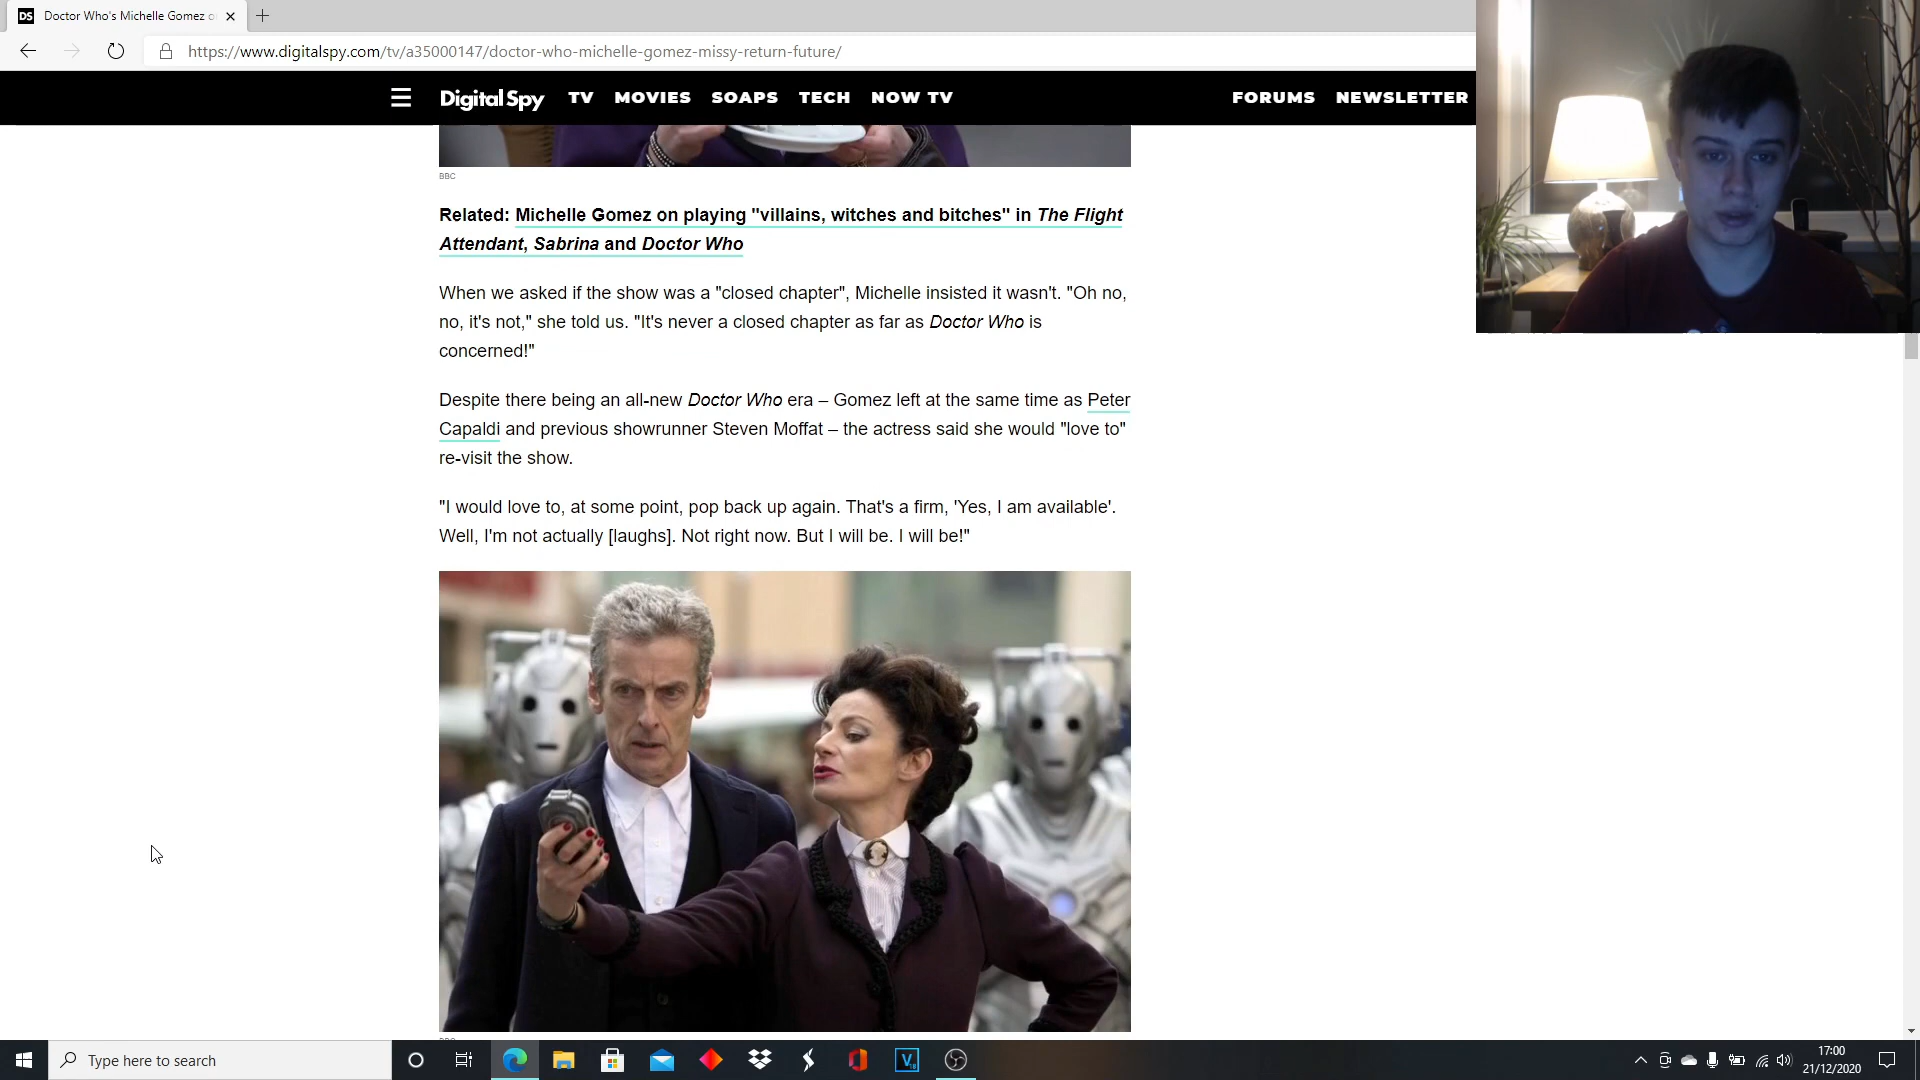 DS Doctor Who's Michelle Gomez o
https://www.digitalspy.com/tv/a35000147/doctor-who-michelle-gomez-missy-return-future/
Digital Spy TV MOVIES SOAPS TECH NOW TV FORUMS NEWSLETTER
BBC
Related: Michelle Gomez on playing "villains, witches and bitches" in The Flight
Attendant, Sabrina and Doctor Who
When we asked if the show was a "closed chapter", Michelle insisted it wasn't. "Oh no,
no, it's not," she told us. "It's never a closed chapter as far as Doctor Who is
concerned!"
Despite there being an all-new Doctor Who era – Gomez left at the same time as Peter
Capaldi and previous showrunner Steven Moffat – the actress said she would "love to"
re-visit the show.
"I would love to, at some point, pop back up again. That's a firm, 'Yes, I am available'.
Well, I'm not actually [laughs]. Not right now. But I will be. I will be!"
Type here to search
17:00
21/12/2020